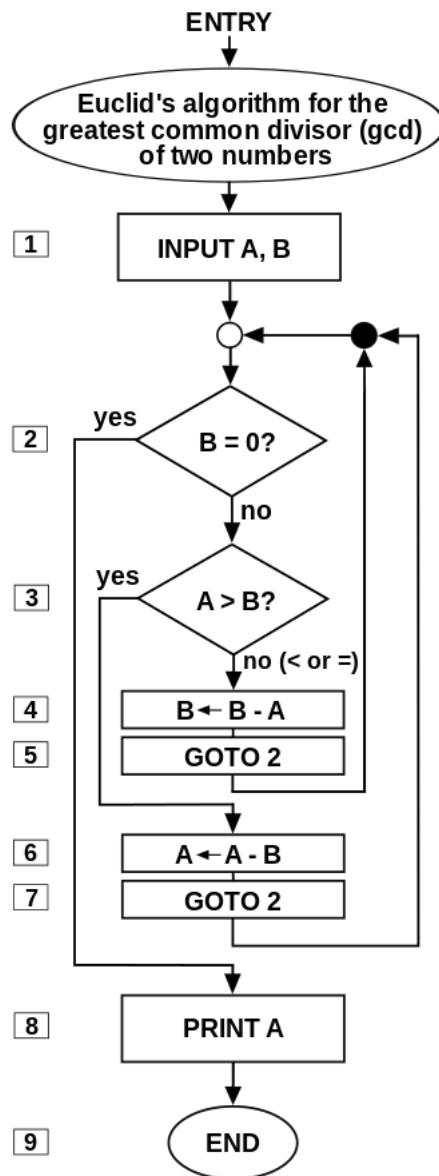 ENTRY
Euclid's algorithm for the
greatest common divisor (gcd)
of two numbers
1
INPUT A, B
2
yes
B = 0?
no
3
yes
A > B?
no (< or =)
4
B ← B - A
5
GOTO 2
6
A ← A - B
7
GOTO 2
8
PRINT A
9
END